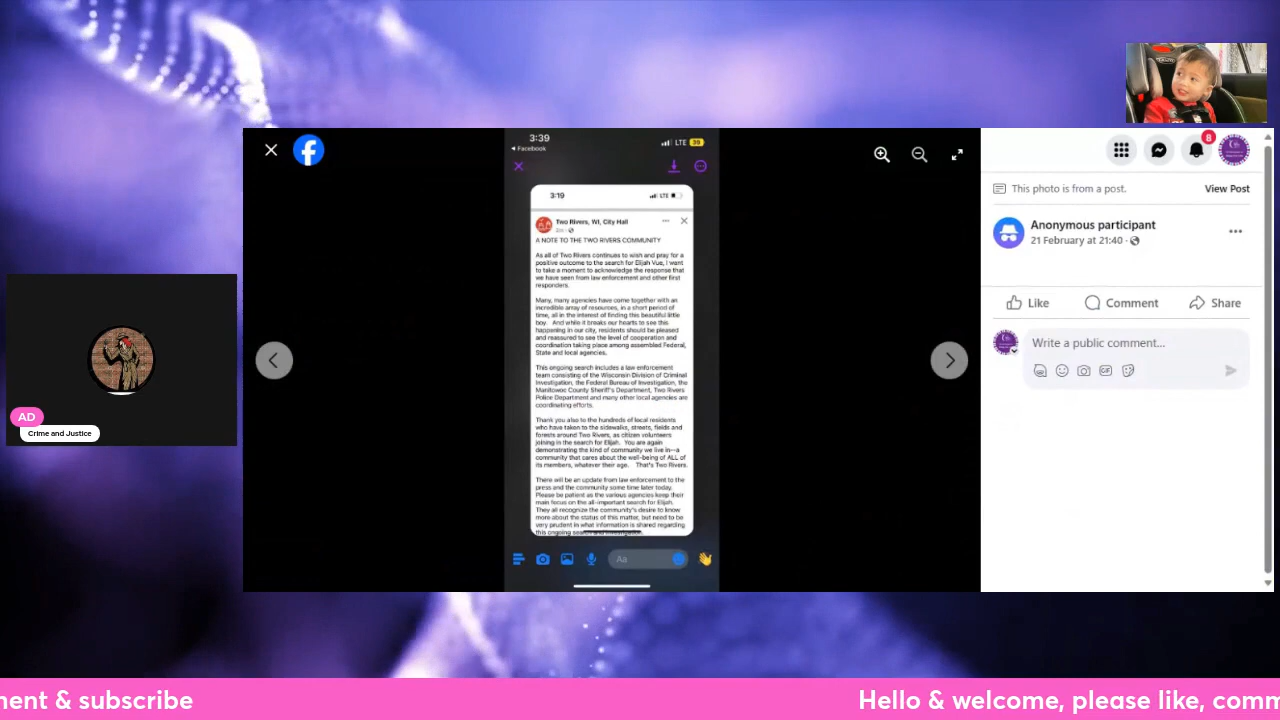 3:39
Facebook
LTE 39
3:19
LTE
Two Rivers, WI, City Hall
A NOTE TO THE TWO RIVERS COMMUNITY
As all of Two Rivers continues to wish and pray for a
positive outcome to the search for Elijah Vue, I want
to take a moment to acknowledge the response that
we have seen from law enforcement and other first
responders.
Many, many agencies have come together with an
incredible array of resources, in a short period of
time, all in the interest of finding this beautiful little
boy. And while it breaks our hearts to see this
happening in our city, residents should be pleased
and reassured to see the level of cooperation and
coordination taking place among assembled Federal,
State and local agencies.
This ongoing search includes a law enforcement
team consisting of the Wisconsin Division of Criminal
Investigation, the Federal Bureau of Investigation, the
Manitowoc County Sheriff's Department, Two Rivers
Police Department and many other local agencies are
coordinating efforts.
Thank you also to the hundreds of local residents
who have taken to the sidewalks, streets, fields and
forests around Two Rivers, as citizen volunteers
joining in the search for Elijah. You are again
demonstrating the kind of community we live in--a
community that cares about the well-being of ALL of
its members, whatever their age. That's Two Rivers.
There will be an update from law enforcement to the
press and the community some time later today.
Please be patient as the various agencies keep their
main focus on the all-important search for Elijah.
They all recognize the community's desire to know
more about the status of this matter, but need to be
very prudent in what information is shared regarding
this ongoing search and investigation.
Aa
8
This photo is from a post.
View Post
Anonymous participant
21 February at 21:40
Like
Comment
Share
Write a public comment...
GIF
AD
Crime and Justice
nent & subscribe
Hello & welcome, please like, comm